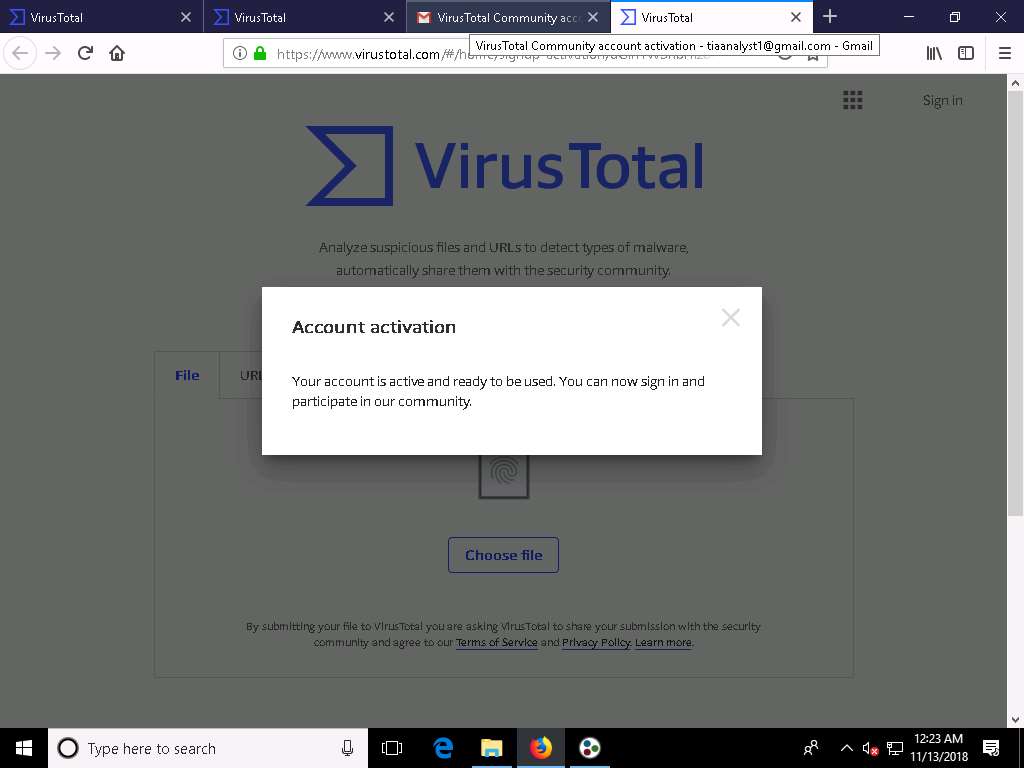 VirusTotal
VirusTotal
VirusTotal Community acc
VirusTotal
VirusTotal Community account activation - tiaanalyst1@gmail.com - Gmail
https://www.virustotal.com/#/home/signup-activation/
Sign in
VirusTotal
Analyze suspicious files and URLs to detect types of malware,
automatically share them with the security community.
Account activation
File
URL
Your account is active and ready to be used. You can now sign in and
participate in our community.
Choose file
By submitting your file to VirusTotal you are asking VirusTotal to share your submission with the security
community and agree to our Terms of Service and Privacy Policy. Learn more.
Type here to search
12:23 AM
11/13/2018